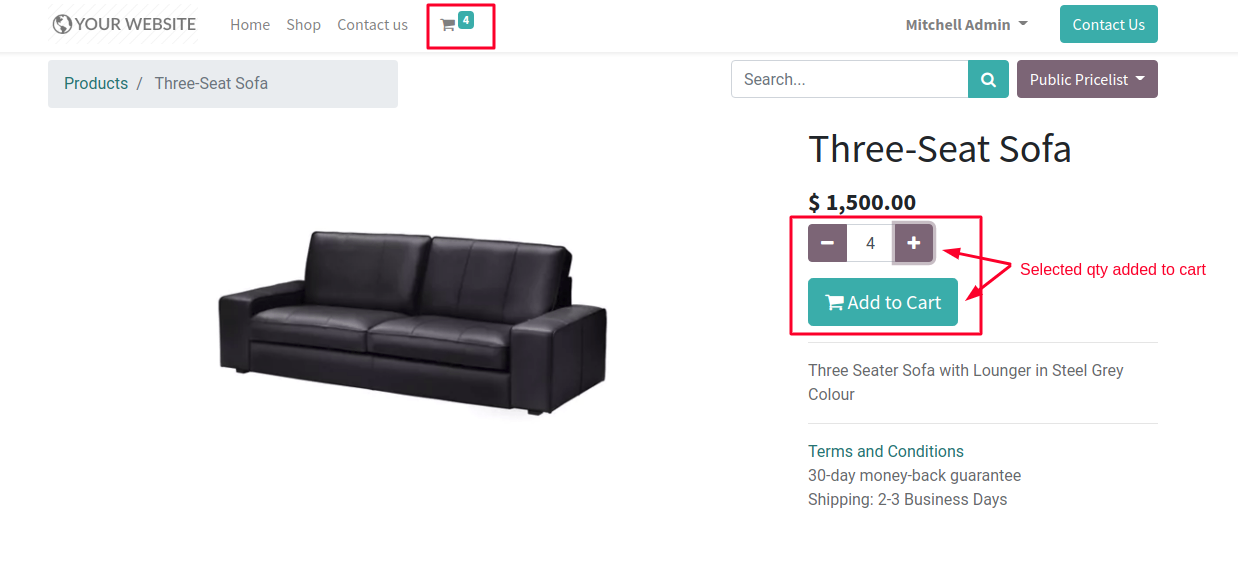 YOUR WEBSITE Home Shop Contact us 4 Mitchell Admin Contact Us
Products / Three-Seat Sofa Search... Public Pricelist
Three-Seat Sofa
$ 1,500.00
4
Selected qty added to cart
Add to Cart
Three Seater Sofa with Lounger in Steel Grey
Colour
Terms and Conditions
30-day money-back guarantee
Shipping: 2-3 Business Days